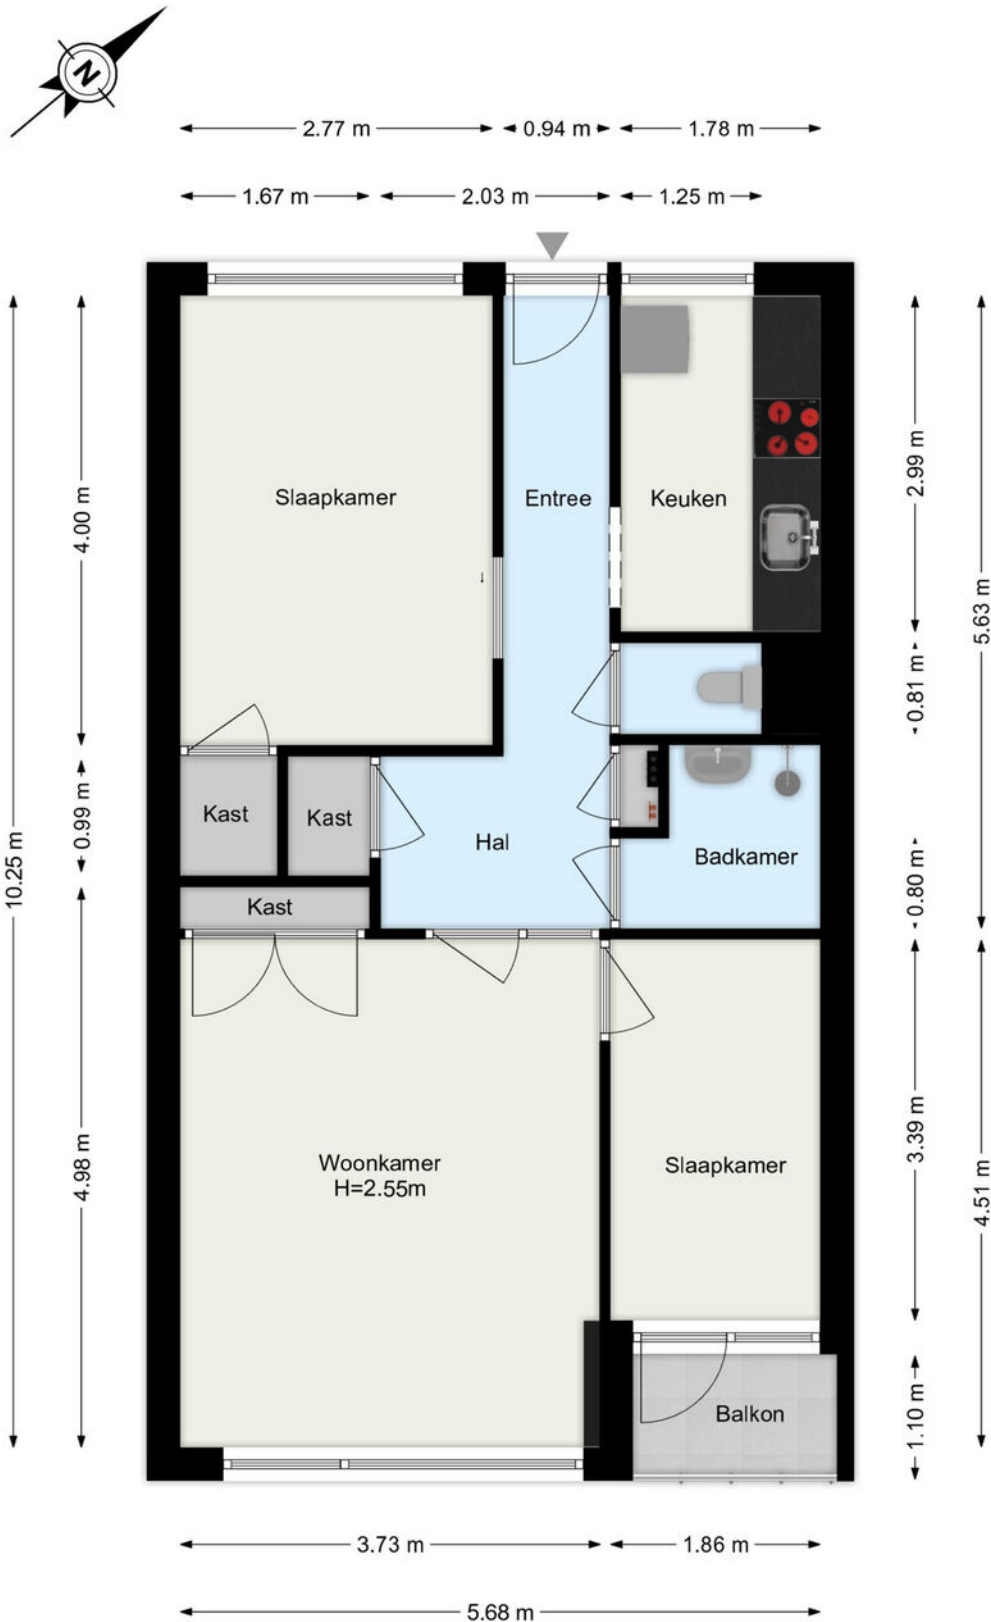 N
2.77 m
0.94 m
1.78 m
1.67 m
2.03 m
1.25 m
Slaapkamer
Entree
Keuken
4.00 m
2.99 m
5.63 m
0.81 m
10.25 m
0.99 m
Kast
Kast
Hal
Badkamer
0.80 m
Kast
4.98 m
Woonkamer
H=2.55m
Slaapkamer
3.39 m
4.51 m
Balkon
1.10 m
3.73 m
1.86 m
5.68 m